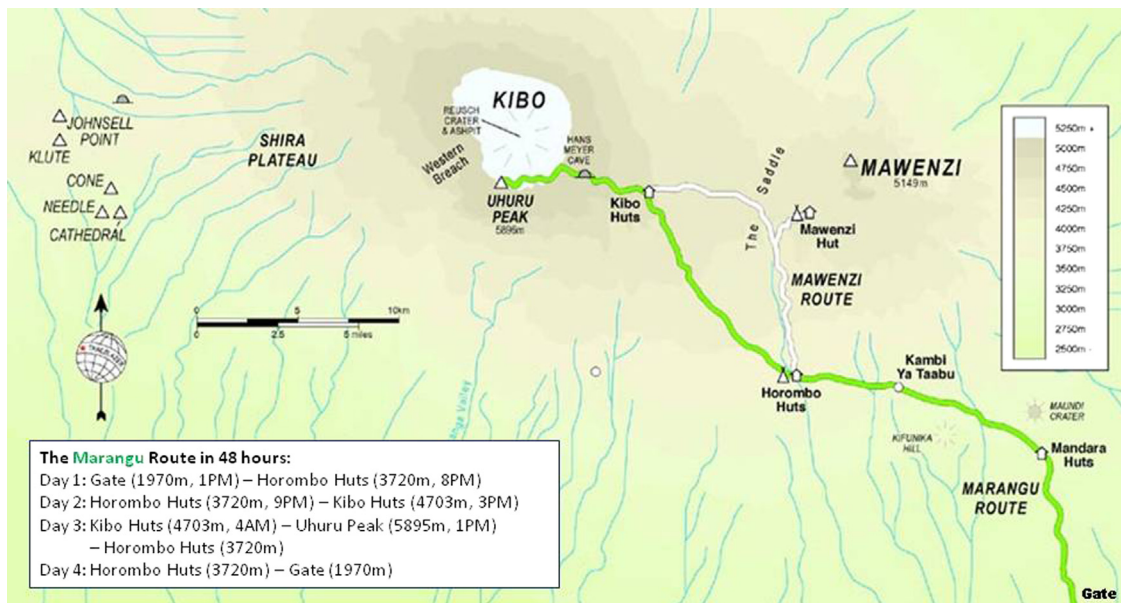 KIBO
REUSCH
CRATER
& ASHPIT
HANS
MEYER
CAVE
Western
Breach
UHURU
PEAK
5896m
Kibo
Huts
The Saddle
MAWENZI
5149m
Mawenzi
Hut
MAWENZI
ROUTE
JOHNSELL
POINT
KLUTE
CONE
NEEDLE
CATHEDRAL
SHIRA
PLATEAU
0 5 10km
0 2.5 5 miles
Horombo
Huts
Kambi
Ya Taabu
MAUNDI
CRATER
KIFUNIKA
HILL
Mandara
Huts
MARANGU
ROUTE
Gate
5250m +
5000m
4750m
4500m
4250m
4000m
3750m
3500m
3250m
3000m
2750m
2500m -
The Marangu Route in 48 hours:
Day 1: Gate (1970m, 1PM) – Horombo Huts (3720m, 8PM)
Day 2: Horombo Huts (3720m, 9PM) – Kibo Huts (4703m, 3PM)
Day 3: Kibo Huts (4703m, 4AM) – Uhuru Peak (5895m, 1PM)
– Horombo Huts (3720m)
Day 4: Horombo Huts (3720m) – Gate (1970m)
TRAILBLAZER
Valley